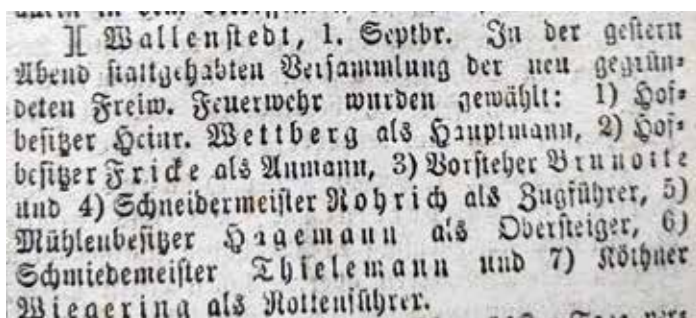 ][ Wallenstedt, 1. Septbr. In der gestern
Abend stattgehabten Versammlung der neu gegrün-
deten Freiw. Feuerwehr wurden gewählt: 1) Hof-
besitzer Heinr. Wettberg als Hauptmann, 2) Hof-
besitzer Fricke als Anmann, 3) Vorsteher Brunotte
und 4) Schneidermeister Rohrich als Zugführer, 5)
Mühlenbesitzer Hagemann als Obersteiger, 6)
Schmiedemeister Thielemann und 7) Köthner
Wiegering als Rottenführer.